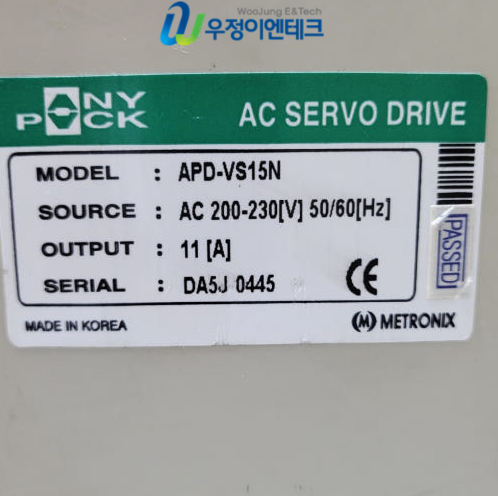 WooJung E&Tech
우정이엔테크
ANY PACK
AC SERVO DRIVE
MODEL : APD-VS15N
SOURCE : AC 200-230[V] 50/60[Hz]
OUTPUT : 11 [A]
SERIAL : DA5J 0445
CE
PASSED
MADE IN KOREA
(M) METRONIX